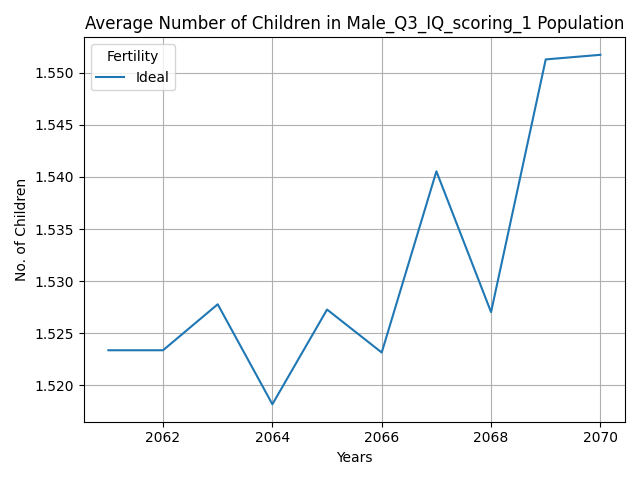 Average Number of Children in Male_Q3_IQ_scoring_1 Population
Fertility
Ideal
No. of Children
1.550
1.545
1.540
1.535
1.530
1.525
1.520
2062 2064 2066 2068 2070
Years